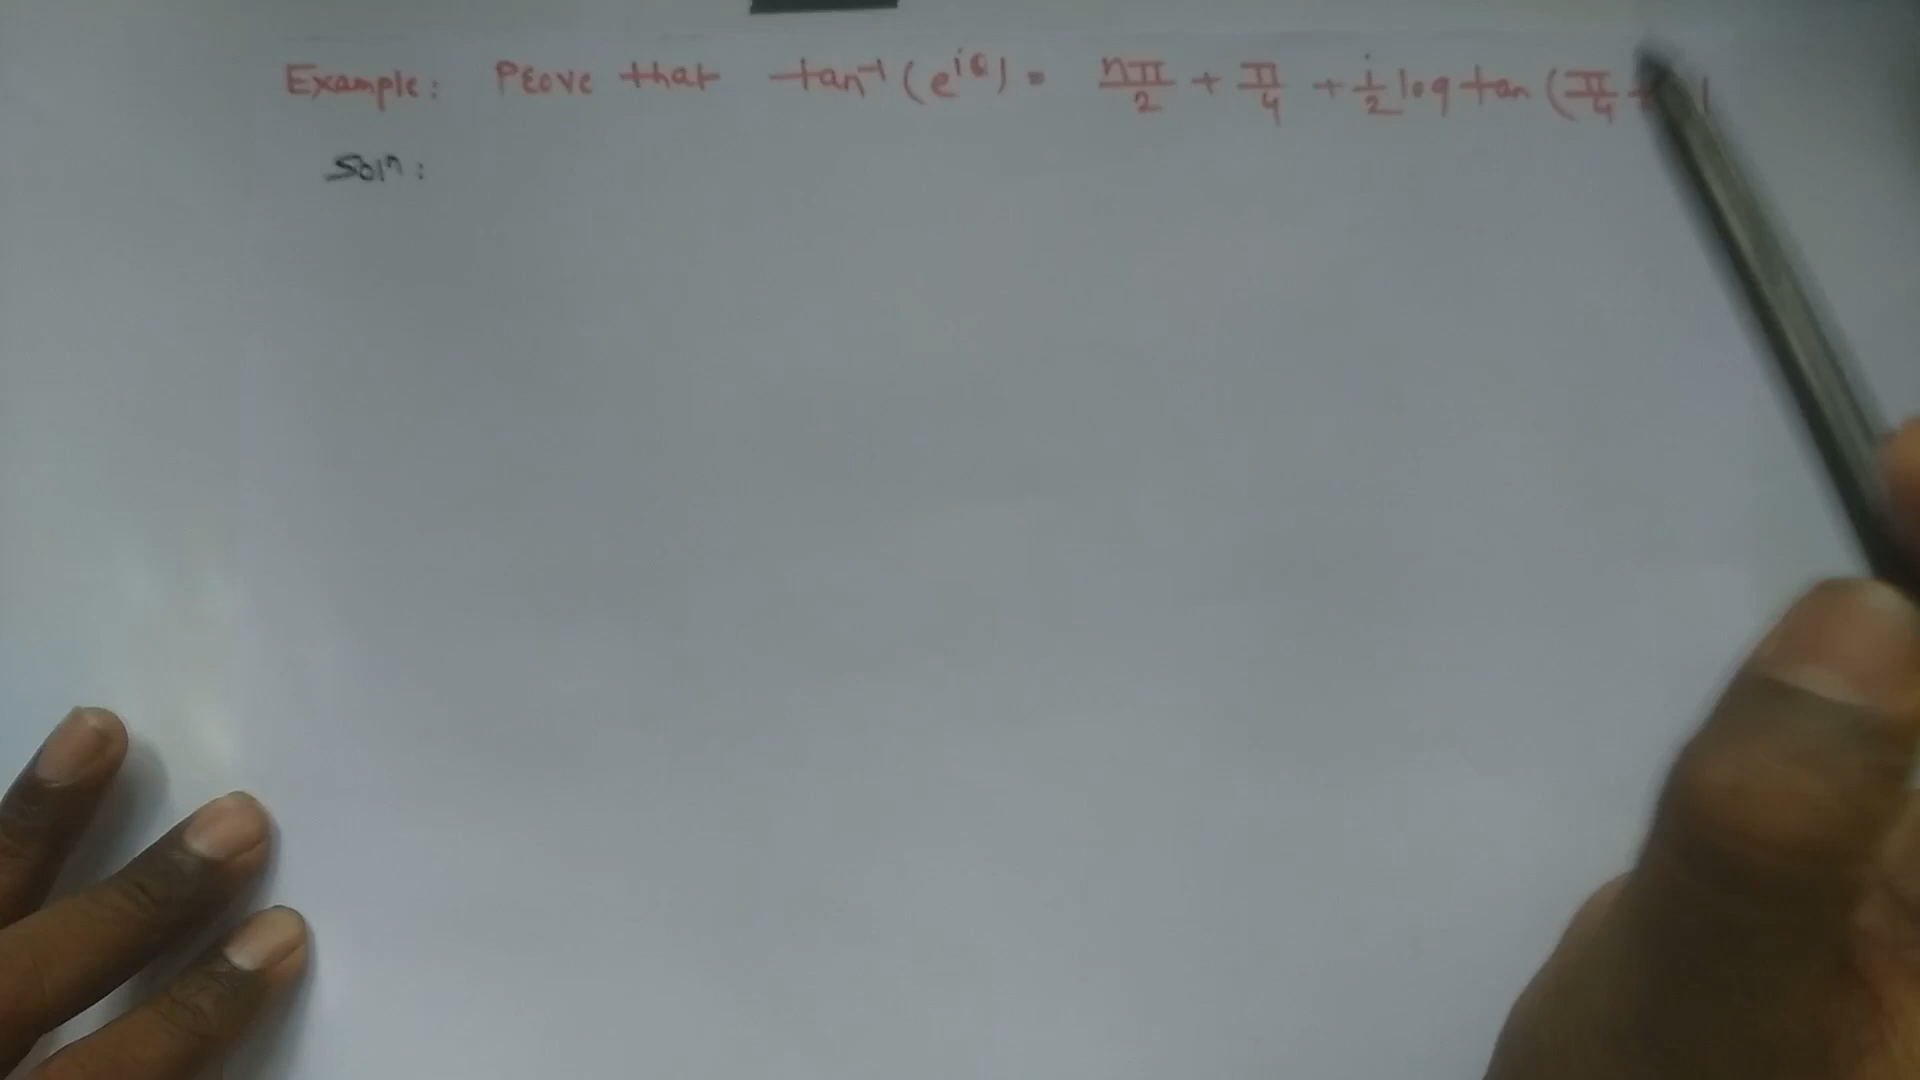 Example: Prove that tan⁻¹(e^{iθ}) = nπ/2 + π/4 + i/2 log tan (π/4 +
Soln: